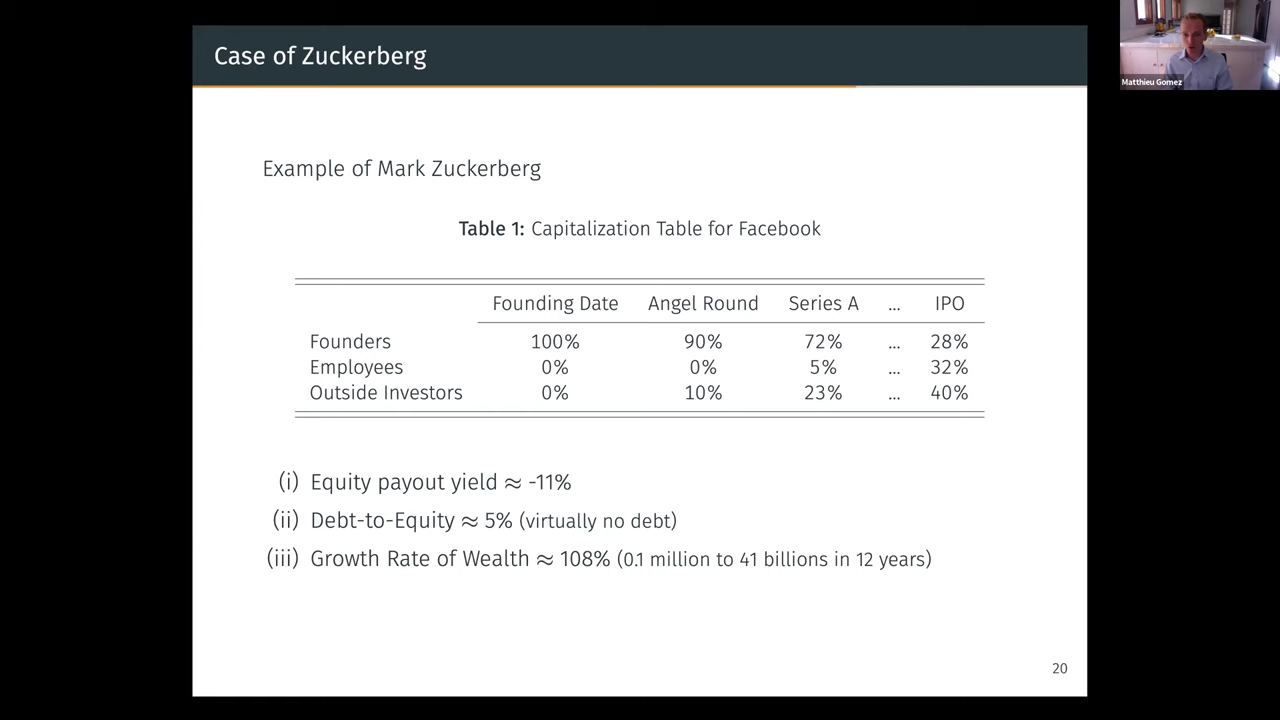 Case of Zuckerberg
Matthieu Gomez
Example of Mark Zuckerberg
Table 1: Capitalization Table for Facebook
Founding Date Angel Round Series A ... IPO
Founders 100% 90% 72% ... 28%
Employees 0% 0% 5% ... 32%
Outside Investors 0% 10% 23% ... 40%
(i) Equity payout yield ≈ -11%
(ii) Debt-to-Equity ≈ 5% (virtually no debt)
(iii) Growth Rate of Wealth ≈ 108% (0.1 million to 41 billions in 12 years)
20